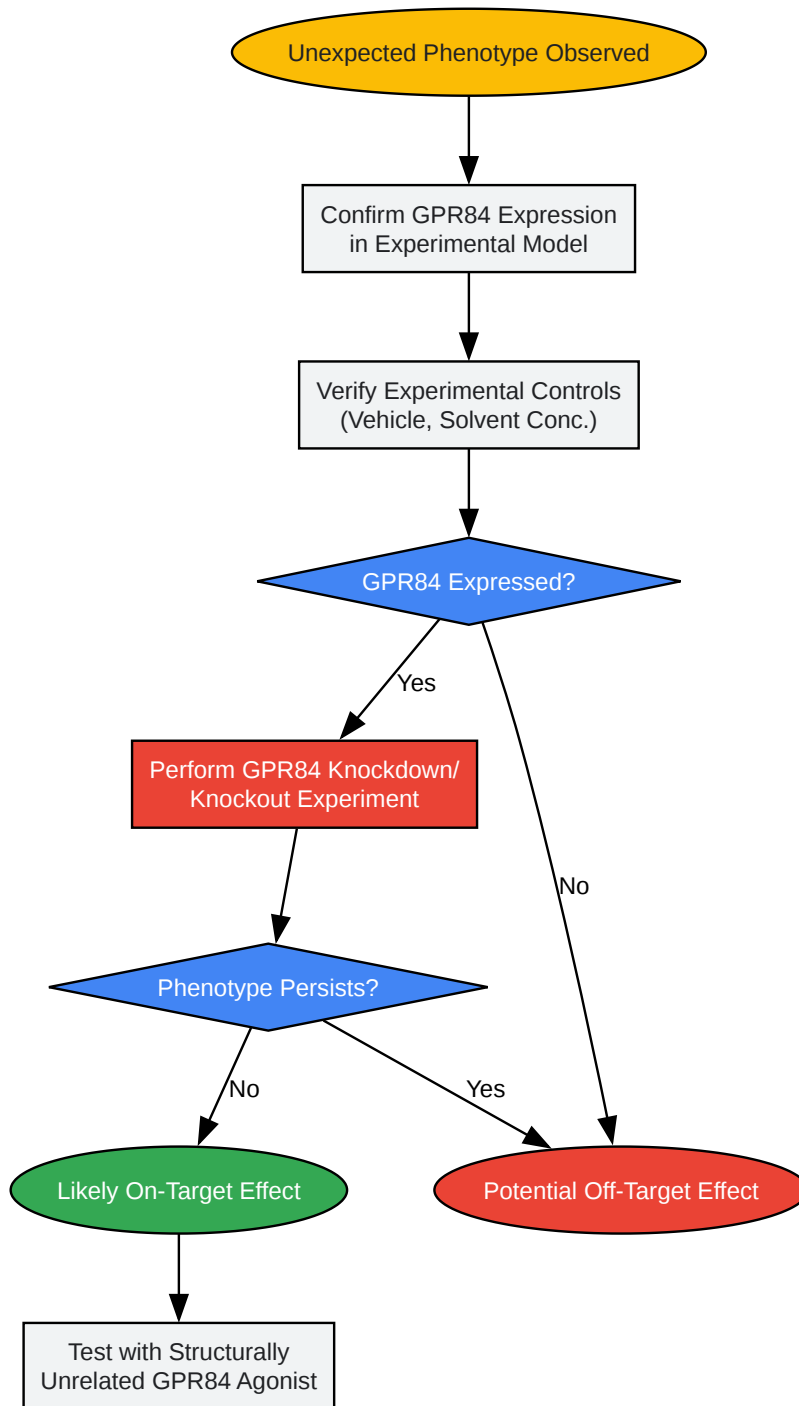 Unexpected Phenotype Observed
Confirm GPR84 Expression
in Experimental Model
Verify Experimental Controls
(Vehicle, Solvent Conc.)
GPR84 Expressed?
Yes
Perform GPR84 Knockdown/
Knockout Experiment
No
Phenotype Persists?
No
Yes
Likely On-Target Effect
Potential Off-Target Effect
Test with Structurally
Unrelated GPR84 Agonist